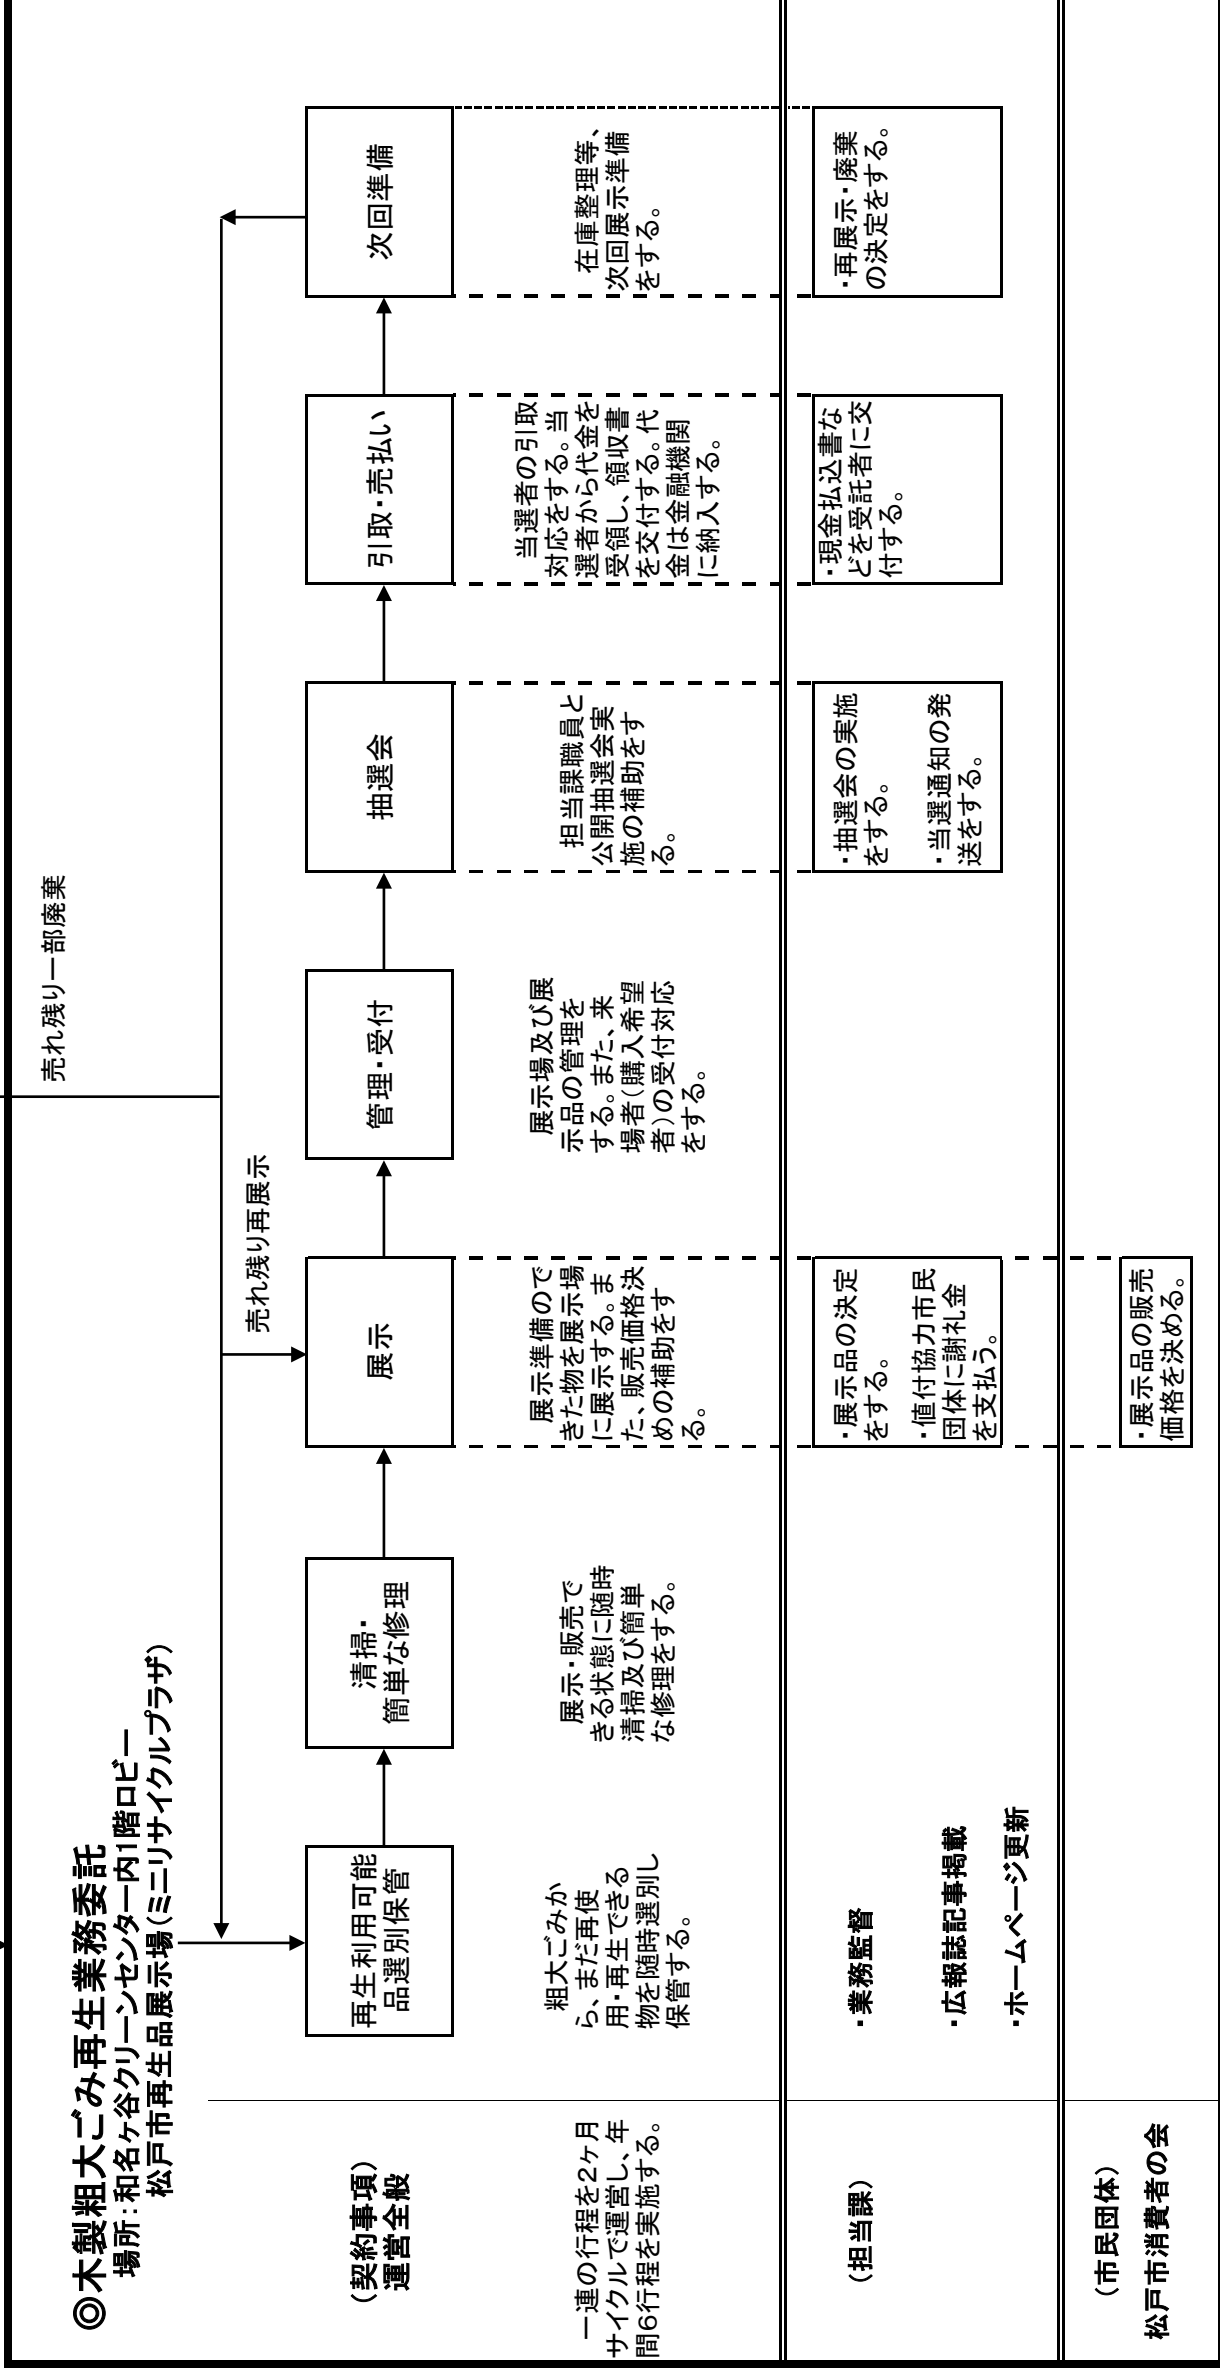 売れ残り一部廃棄
◎木製粗大ごみ再生業務委託
場所：和名ヶ谷クリーンセンター内1階ロビー
松戸市再生品展示場（ミニリサイクルプラザ）
売れ残り再展示
（契約事項）
運営全般
再生利用可能
品選別保管
清掃・
簡単な修理
展示
管理・受付
抽選会
引取・売払い
次回準備
一連の行程を2ヶ月
サイクルで運営し、年
間6行程を実施する。
粗大ごみか
ら、まだ再使
用・再生できる
物を随時選別し
保管する。
展示・販売で
きる状態に随時
清掃及び簡単
な修理をする。
展示準備ので
きた物を展示場
に展示する。ま
た、販売価格決
めの補助をす
る。
展示場及び展
示品の管理を
する。また、来
場者（購入希望
者）の受付対応
をする。
担当課職員と
公開抽選会実
施の補助をす
る。
当選者の引取
対応をする。当
選者から代金を
受領し、領収書
を交付する。代
金は金融機関
に納入する。
在庫整理等、
次回展示準備
をする。
（担当課）
・業務監督
・広報誌記事掲載
・ホームページ更新
・展示品の決定
をする。
・値付協力市民
団体に謝礼金
を支払う。
・抽選会の実施
をする。
・当選通知の発
送をする。
・現金払込書な
どを受託者に交
付する。
・再展示・廃棄
の決定をする。
（市民団体）
松戸市消費者の会
・展示品の販売
価格を決める。